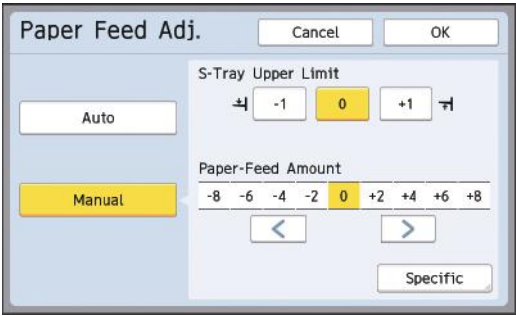 Paper Feed Adj. Cancel OK
S-Tray Upper Limit
Auto
-1 0 +1
Paper-Feed Amount
Manual
-8 -6 -4 -2 0 +2 +4 +6 +8
< >
Specific